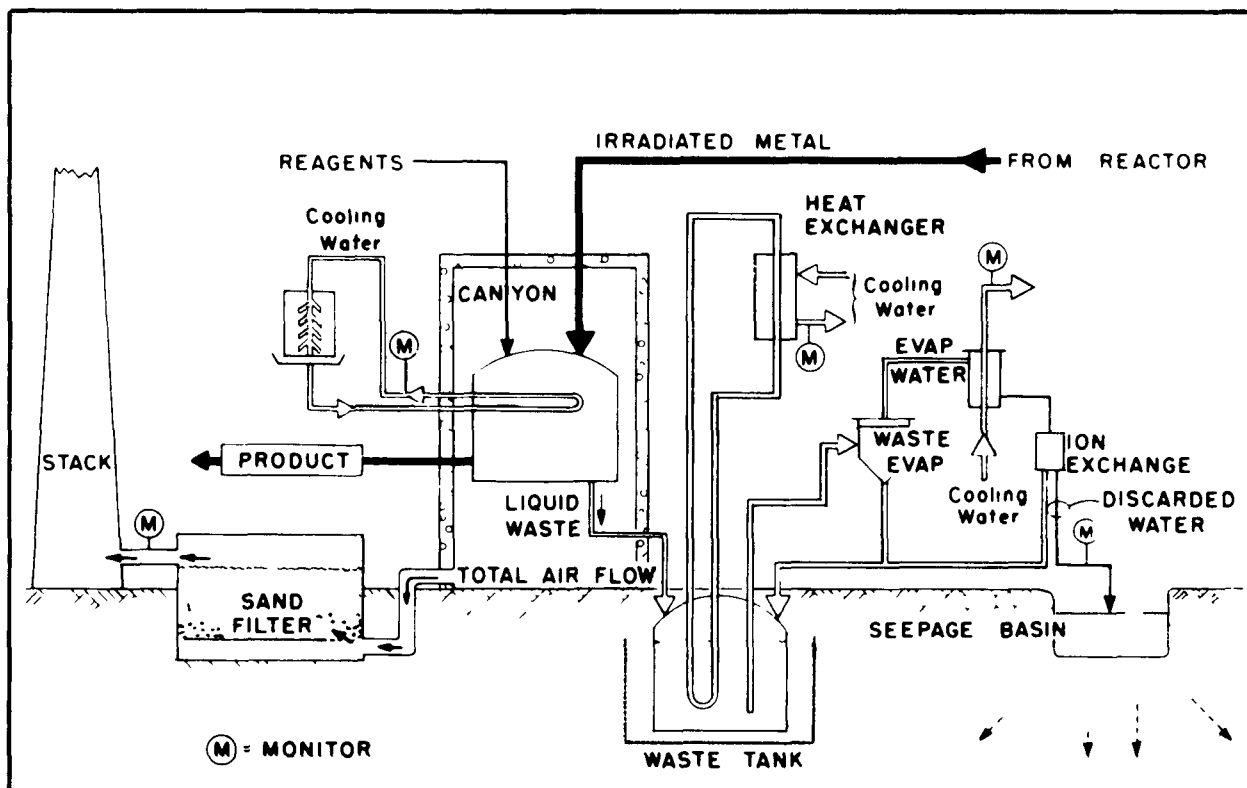 IRRADIATED METAL
REAGENTS
FROM REACTOR
HEAT
EXCHANGER
Cooling
Water
M
CANYON
Cooling
Water
M
M
EVAP
WATER
STACK
PRODUCT
WASTE
EVAP
ION
EXCHANGE
LIQUID
WASTE
Cooling
Water
DISCARDED
WATER
M
M
TOTAL AIR FLOW
SAND
FILTER
SEEPAGE BASIN
M = MONITOR
WASTE TANK